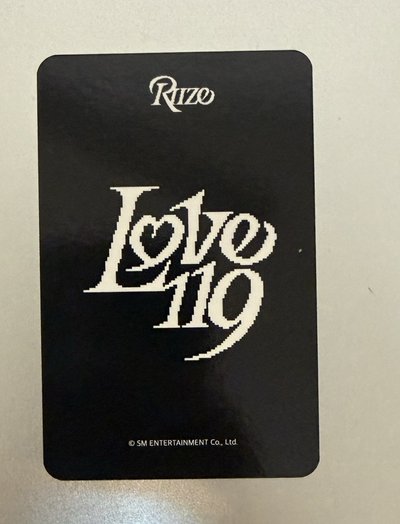 RIIZE
Love
119
© SM ENTERTAINMENT Co., Ltd.